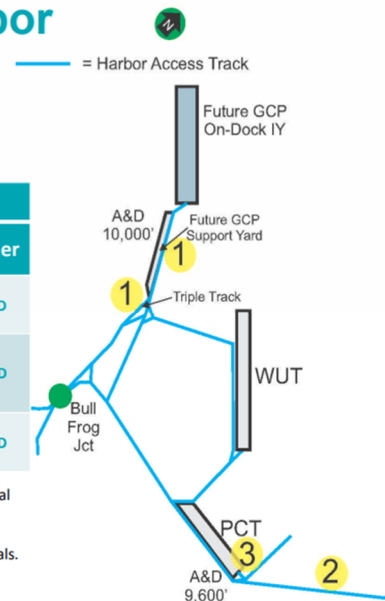 bor
N
= Harbor Access Track
Future GCP
On-Dock IY
A&D
10,000'
Future GCP
Support Yard
1
1
Triple Track
er
D
D
D
WUT
Bull
Frog
Jct
al
als.
PCT
3
A&D
9,600'
2